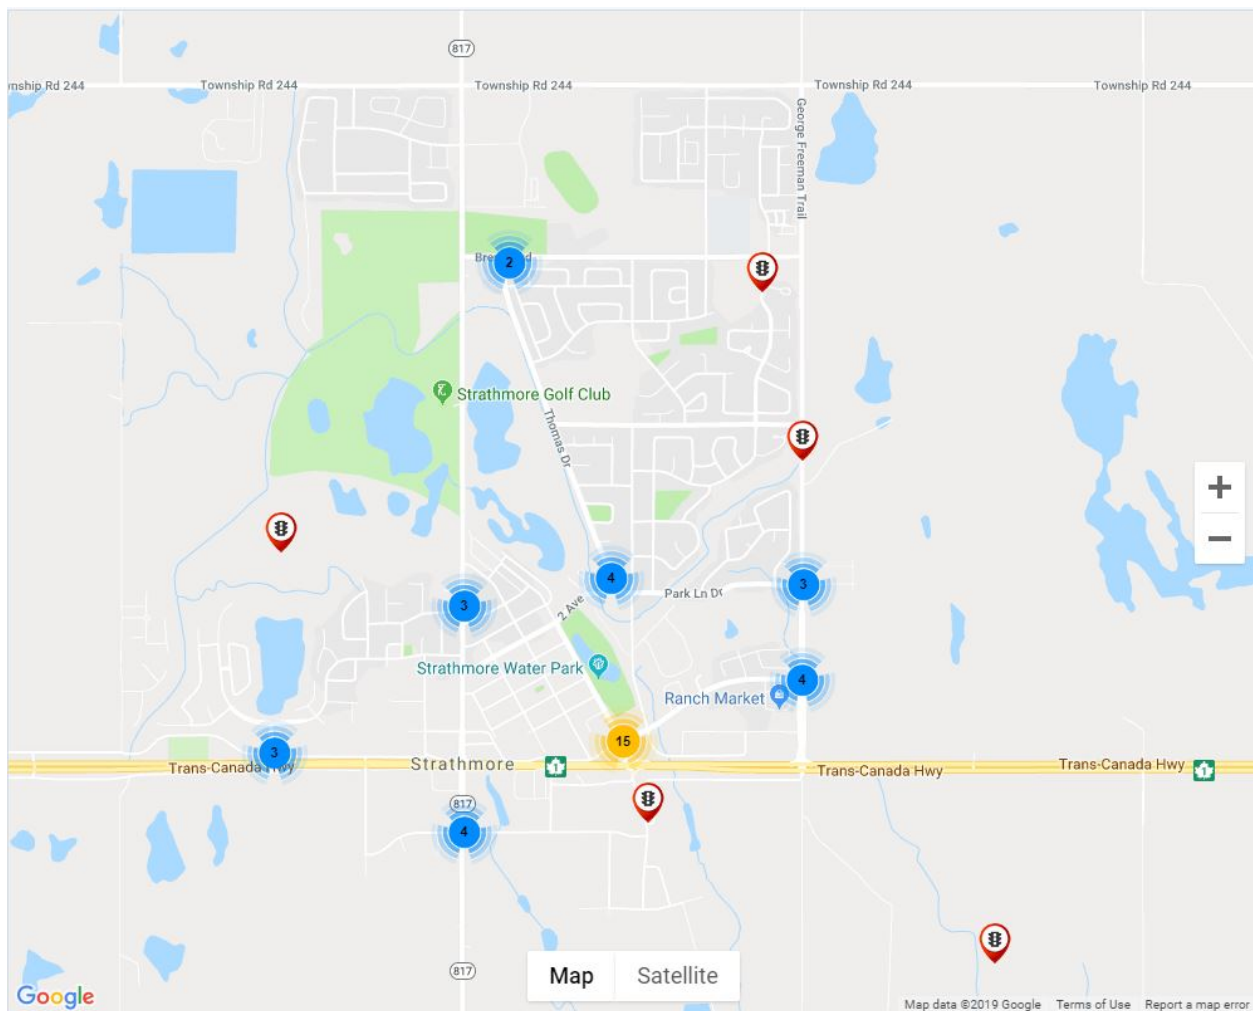 817
Township Rd 244
Township Rd 244
Township Rd 244
Township Rd 244
George Freeman Trail
2
Strathmore Golf Club
Thomas Dr
4
3
Park Ln
3
2 Ave
Strathmore Water Park
4
Ranch Market
15
3
Trans-Canada
Strathmore
1
Trans-Canada Hwy
Trans-Canada Hwy
1
817
4
817
Map
Satellite
Google
Map data ©2019 Google
Terms of Use
Report a map error